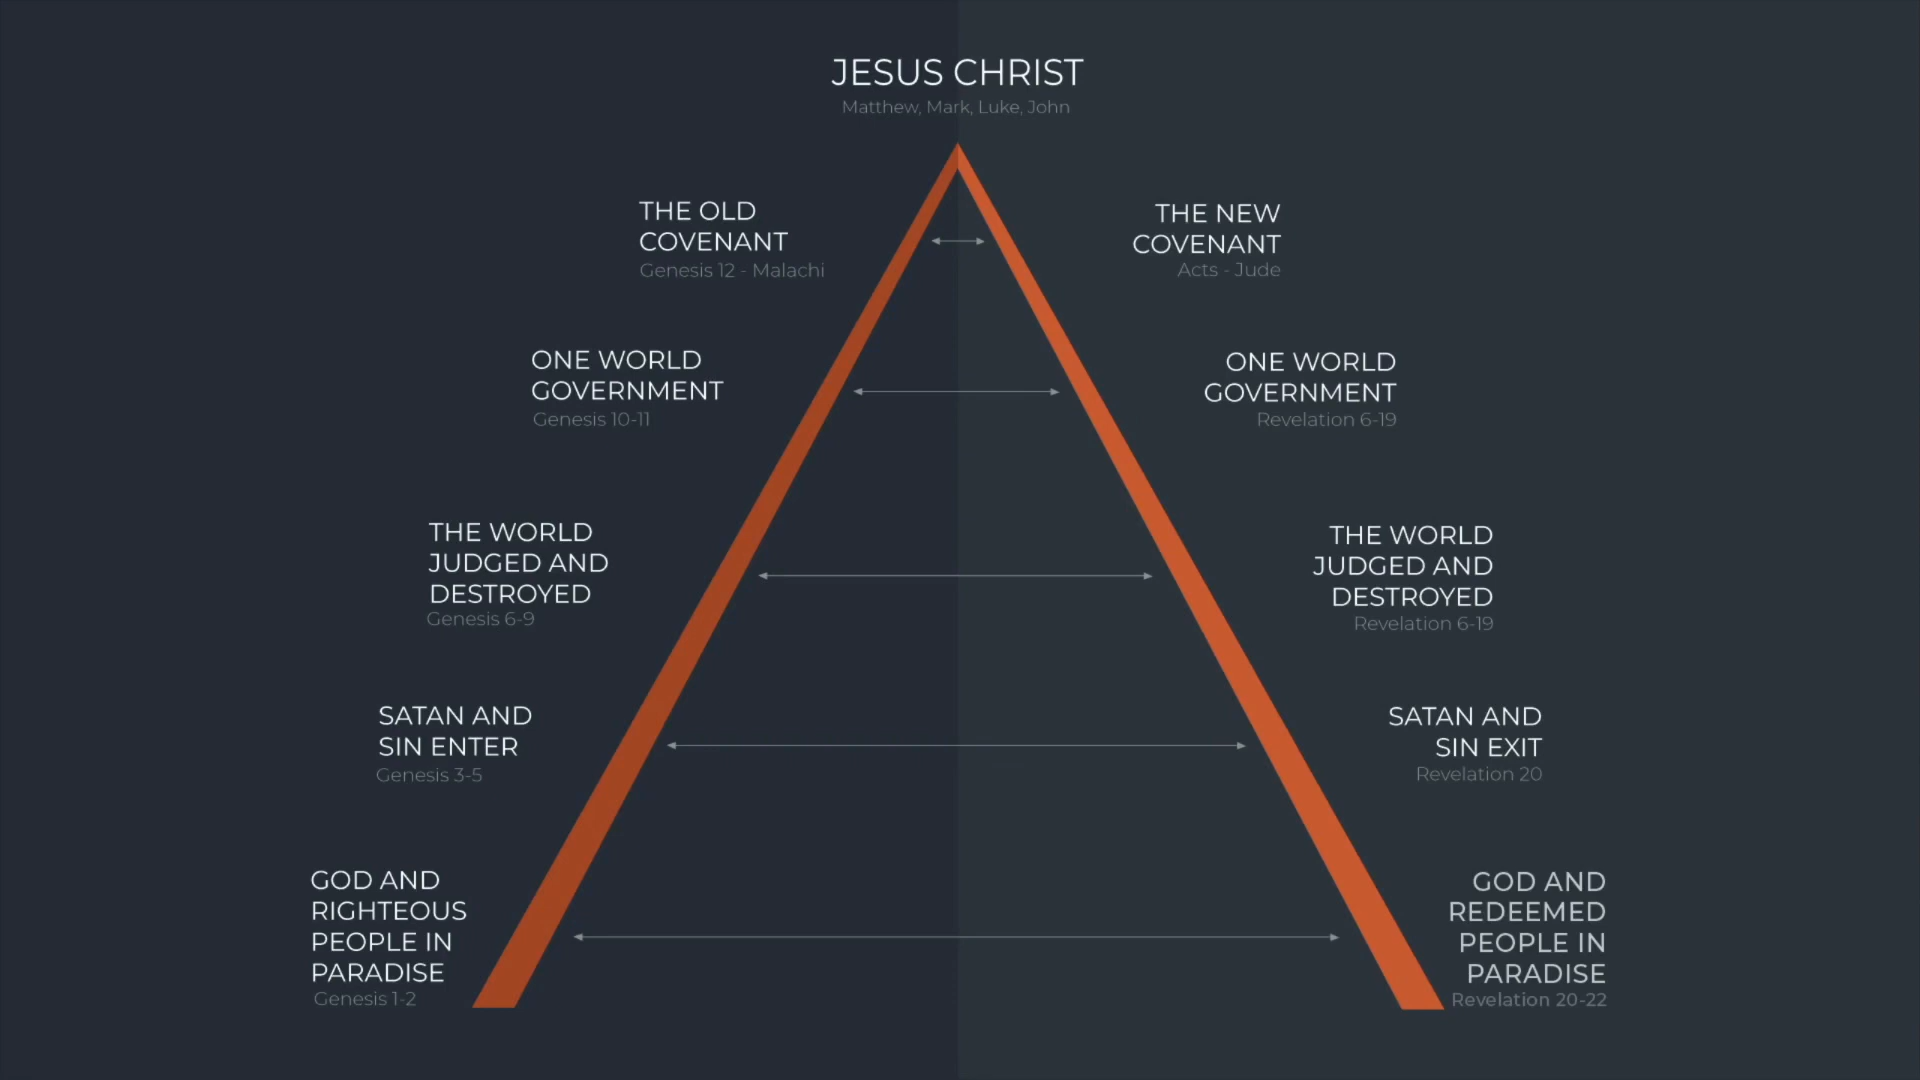 JESUS CHRIST
Matthew, Mark, Luke, John
THE OLD
COVENANT
Genesis 12 - Malachi
THE NEW
COVENANT
Acts - Jude
ONE WORLD
GOVERNMENT
Genesis 10-11
ONE WORLD
GOVERNMENT
Revelation 6-19
THE WORLD
JUDGED AND
DESTROYED
Genesis 6-9
THE WORLD
JUDGED AND
DESTROYED
Revelation 6-19
SATAN AND
SIN ENTER
Genesis 3-5
SATAN AND
SIN EXIT
Revelation 20
GOD AND
RIGHTEOUS
PEOPLE IN
PARADISE
Genesis 1-2
GOD AND
REDEEMED
PEOPLE IN
PARADISE
Revelation 20-22